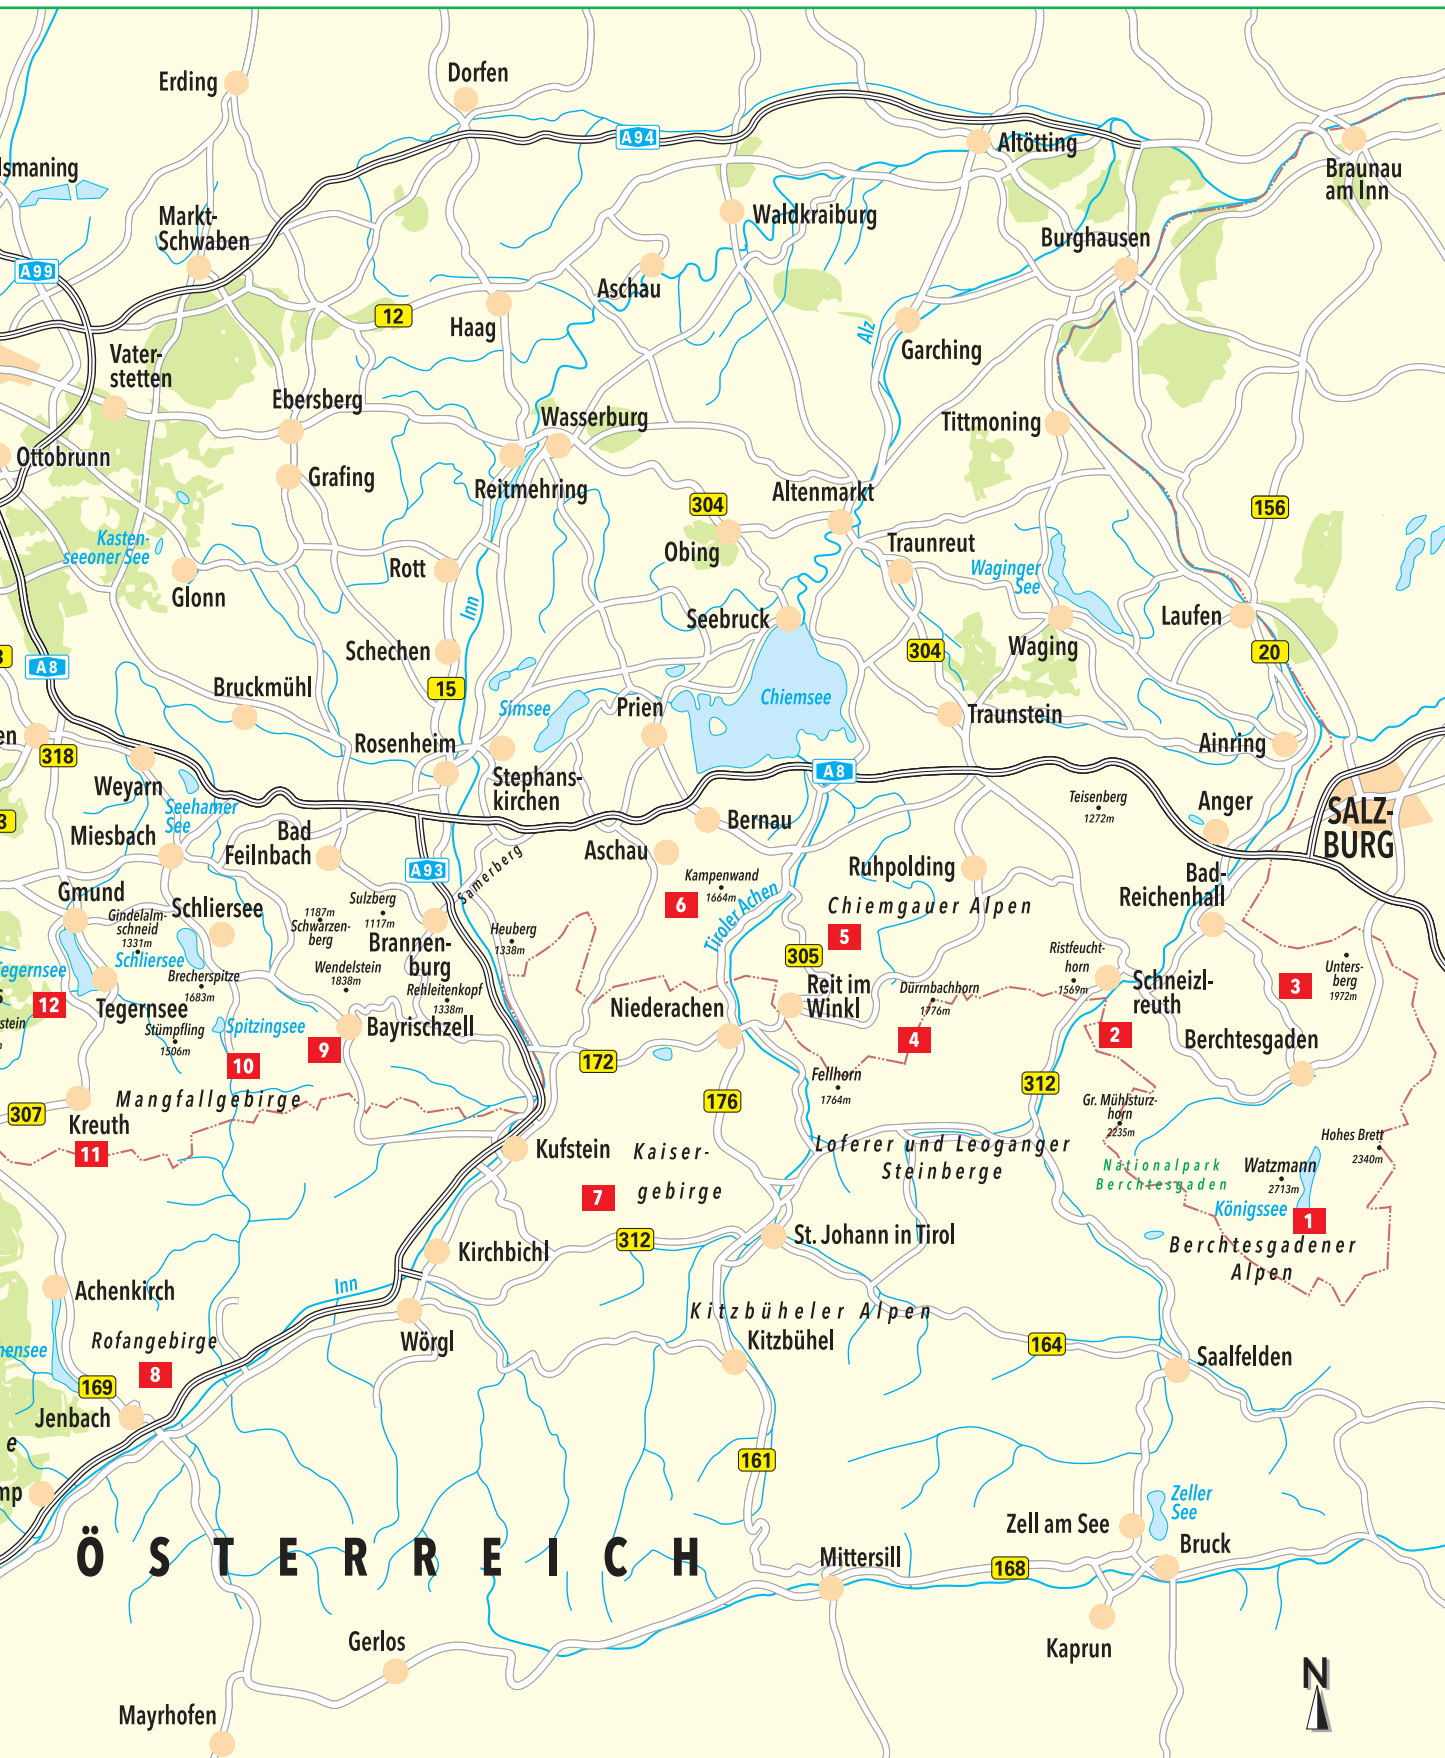 Erding
Dorfen
A94
Altötting
Braunau
am Inn
Markt-
Schwaben
Waldkraiburg
Burghausen
A99
Aschau
12
Haag
Alz
Garching
Vater-
stetten
Ebersberg
Wasserburg
Tittmoning
Ottobrunn
Grafing
Reitmehring
Altenmarkt
304
156
Kasten-
seeoner See
Obing
Traunreut
Waginger
See
Rott
Glonn
Inn
Seebruck
Laufen
Schechen
304
Waging
20
A8
15
Bruckmühl
Simsee
Prien
Chiemsee
Traunstein
318
Rosenheim
Ainring
Weyarn
Stephans-
kirchen
A8
Seehamer
See
Teisenberg
1272m
Anger
SALZ-
BURG
Miesbach
Bad
Feilnbach
Bernau
Aschau
A93
Samerberg
Ruhpolding
Bad-
Reichenhall
Gmund
Kampenwand
1664m
6
Tiroler Achen
Chiemgauer Alpen
5
Schliersee
Gindelalm-
schneid
1331m
Schliersee
1187m
Schwarzen-
berg
Sulzberg
1117m
Brannen-
burg
Heuberg
1338m
305
Ristfeucht-
horn
1569m
Unters-
berg
1972m
3
Brecherspitze
1683m
Wendelstein
1838m
Rehleitenkopf
1338m
Reit im
Winkl
Dürrnbachhorn
1776m
Schneizl-
reuth
12
Tegernsee
Stümpfling
1506m
Spitzingsee
Bayrischzell
Niederachen
4
2
Berchtesgaden
10
9
172
Fellhorn
1764m
312
307
Mangfallgebirge
176
Gr. Mühlsturz-
horn
2235m
Kreuth
11
Kufstein
Kaiser-
gebirge
7
Loferer und Leoganger
Steinberge
Hohes Brett
2340m
Nationalpark
Berchtesgaden
Watzmann
2713m
Königssee
1
Berchtesgadener
Alpen
Kirchbichl
312
St. Johann in Tirol
Achenkirch
Inn
Rofangebirge
Wörgl
Kitzbüheler Alpen
Kitzbühel
164
Saalfelden
8
169
Jenbach
161
Zeller
See
Zell am See
Bruck
ÖSTERREICH
Mittersill
168
Gerlos
Kaprun
Mayrhofen
N